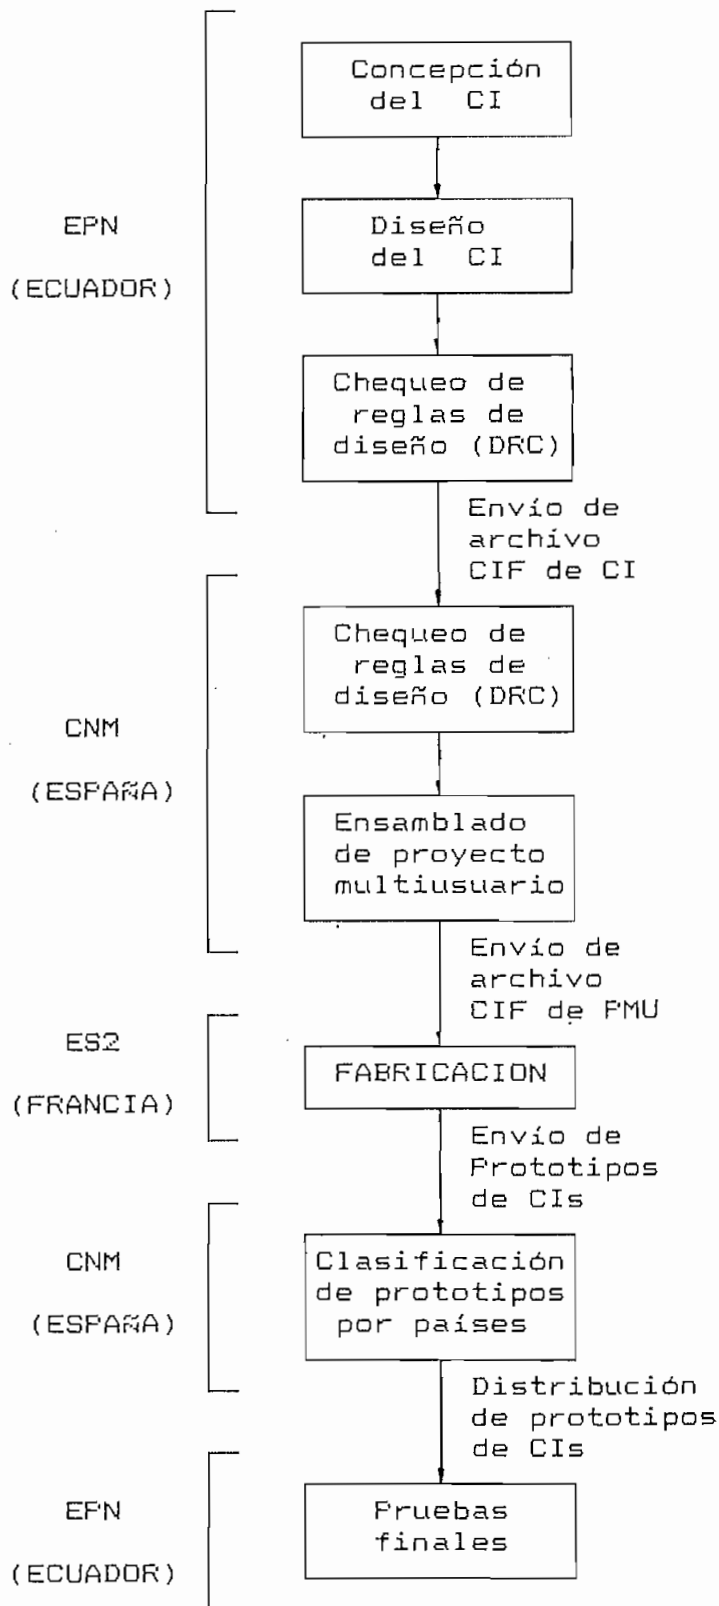 Concepción
del CI
EPN
(ECUADOR)
Diseño
del CI
Chequeo de
reglas de
diseño (DRC)
Envío de
archivo
CIF de CI
CNM
(ESPAÑA)
Chequeo de
reglas de
diseño (DRC)
Ensamblado
de proyecto
multiusuario
Envío de
archivo
CIF de PMU
ES2
(FRANCIA)
FABRICACION
Envío de
Prototipos
de CIs
CNM
(ESPAÑA)
Clasificación
de prototipos
por países
Distribución
de prototipos
de CIs
EPN
(ECUADOR)
Pruebas
finales